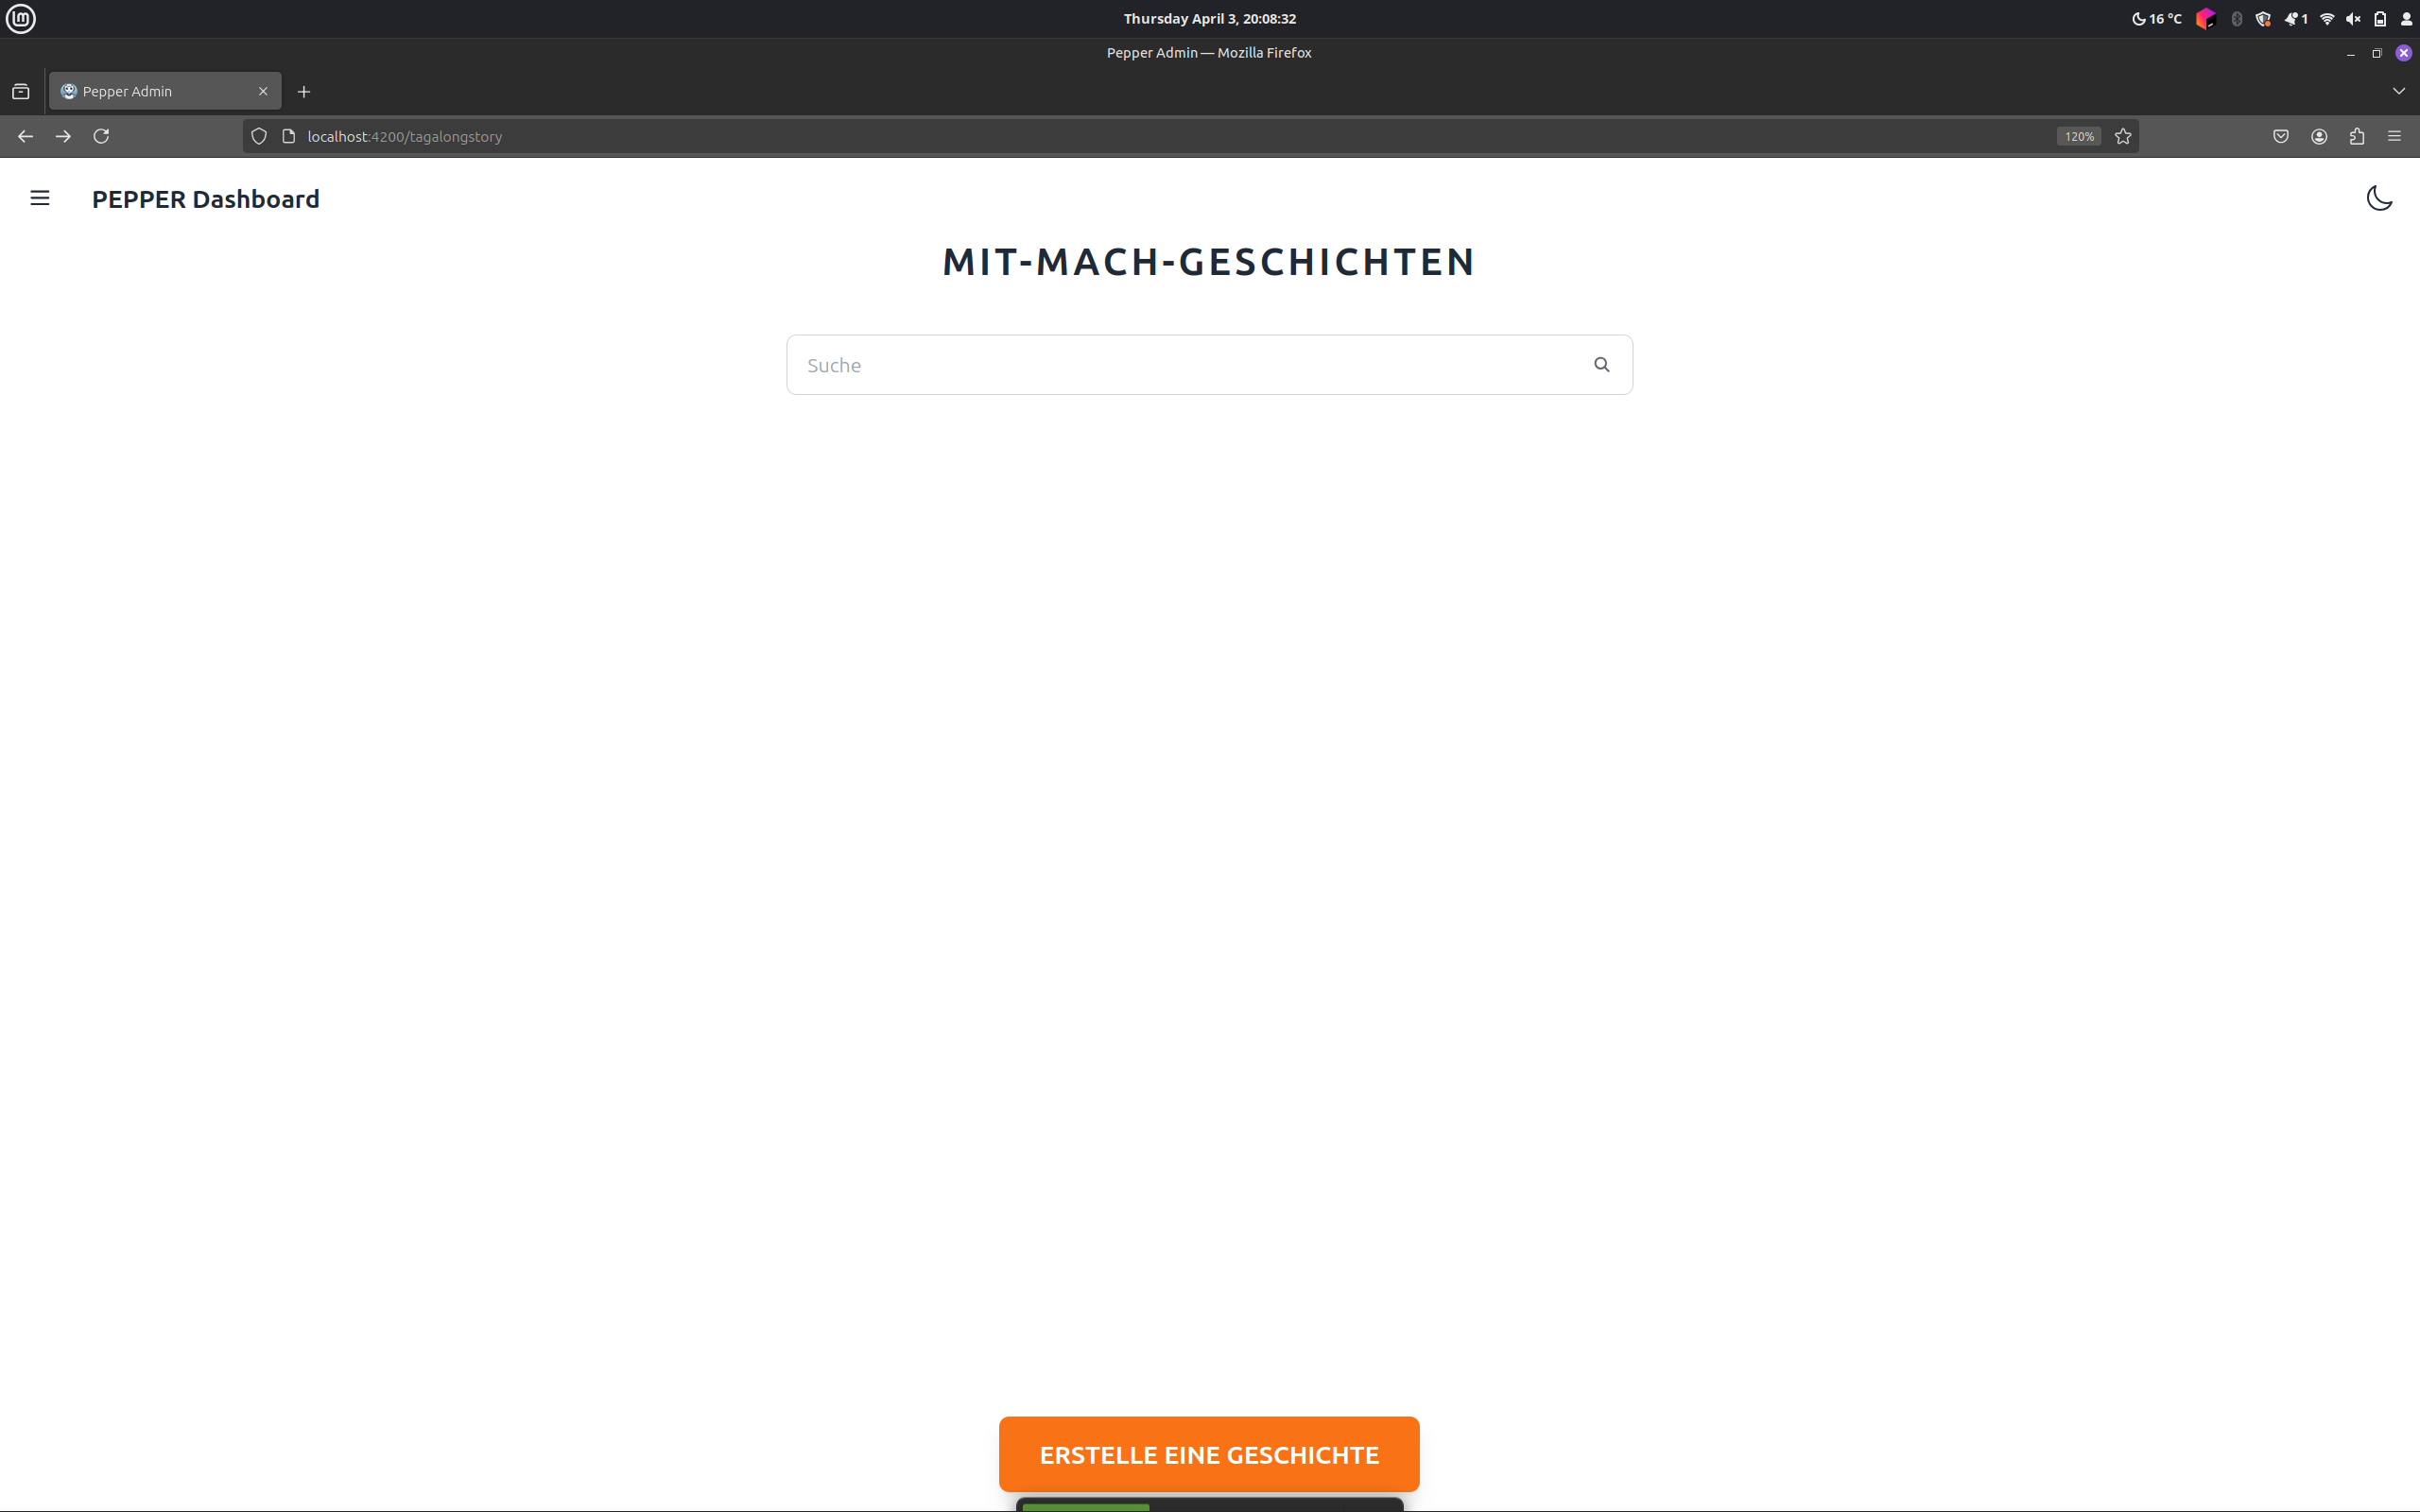 Thursday April 3, 20:08:32
16 °C
1
Pepper Admin — Mozilla Firefox
Pepper Admin
localhost:4200/tagalongstory
120%
PEPPER Dashboard
MIT-MACH-GESCHICHTEN
Suche
ERSTELLE EINE GESCHICHTE